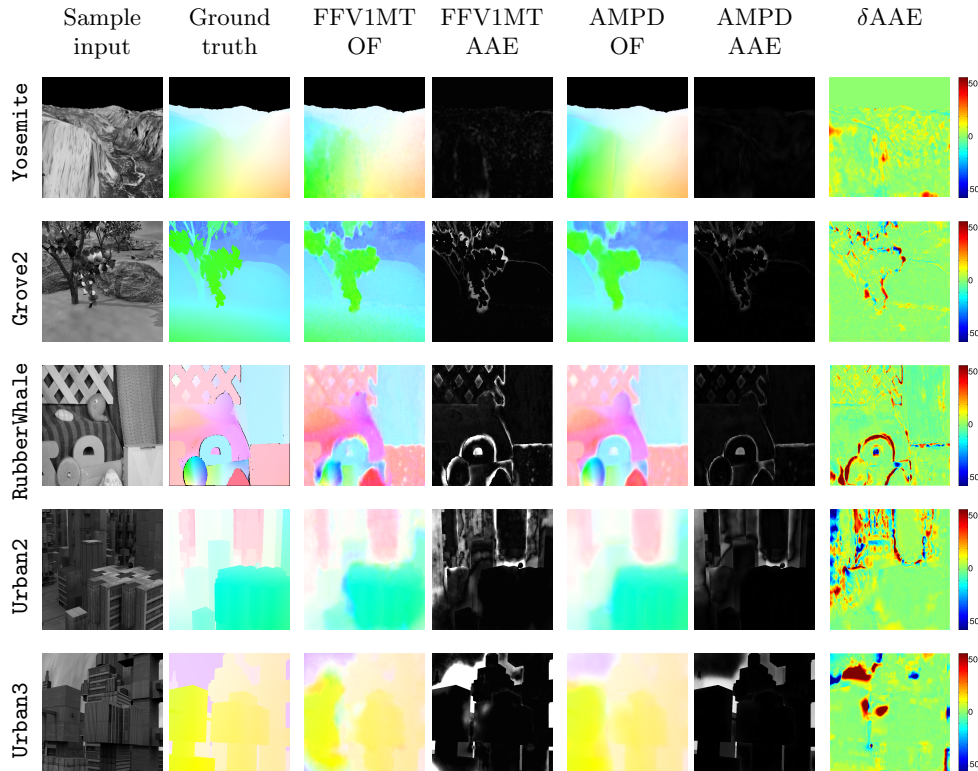 Sample input
Ground truth
FFV1MT OF
FFV1MT AAE
AMPD OF
AMPD AAE
δAAE
Yosemite
50
0
50
Grove2
50
0
50
RubberWhale
50
0
50
Urban2
50
0
50
Urban3
50
0
50